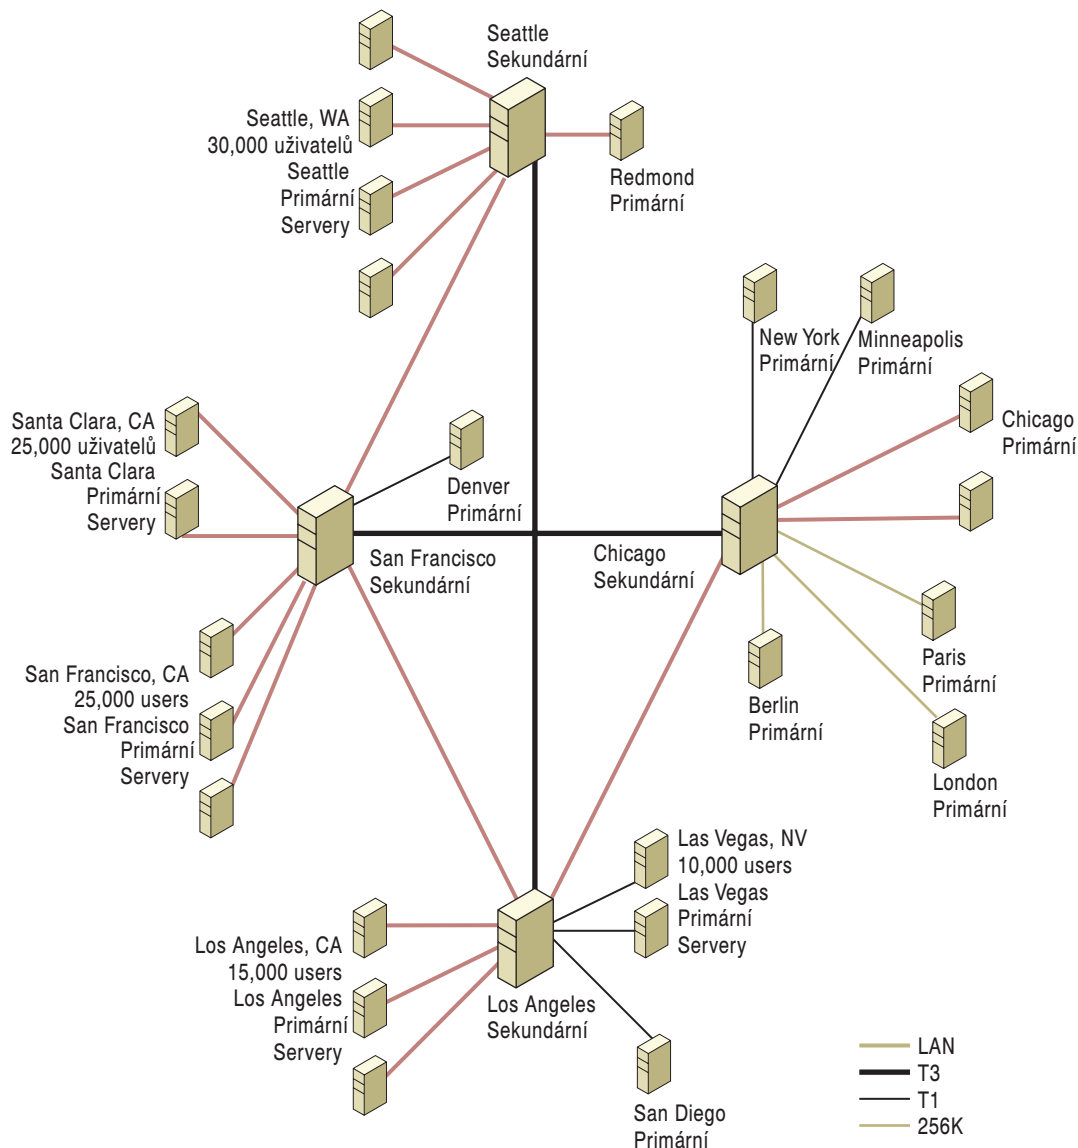 Seattle
Sekundární
Seattle, WA
30,000 uživatelů
Seattle
Primární
Servery
Redmond
Primární
New York
Primární
Minneapolis
Primární
Santa Clara, CA
25,000 uživatelů
Santa Clara
Primární
Servery
Chicago
Primární
Denver
Primární
San Francisco
Sekundární
Chicago
Sekundární
San Francisco, CA
25,000 users
San Francisco
Primární
Servery
Paris
Primární
Berlin
Primární
London
Primární
Las Vegas, NV
10,000 users
Las Vegas
Primární
Servery
Los Angeles, CA
15,000 users
Los Angeles
Primární
Servery
Los Angeles
Sekundární
San Diego
Primární
LAN
T3
T1
256K